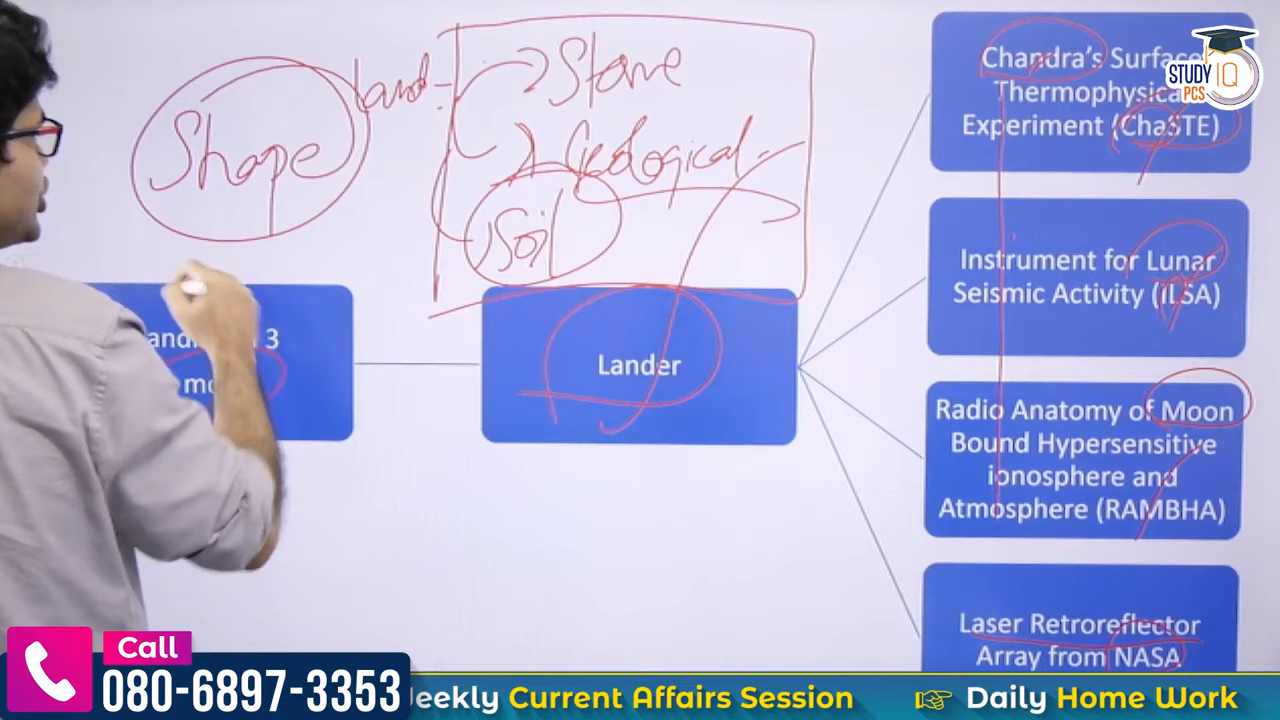 Shape
Land
Stone
Geological
Soil
3
mo
Lander
Chandra's Surface
Thermophysical
Experiment (ChaSTE)
Instrument for Lunar
Seismic Activity (ILSA)
Radio Anatomy of Moon
Bound Hypersensitive
ionosphere and
Atmosphere (RAMBHA)
Laser Retroreflector
Array from NASA
STUDY IQ
PCS
Call
080-6897-3353
eekly Current Affairs Session
Daily Home Work